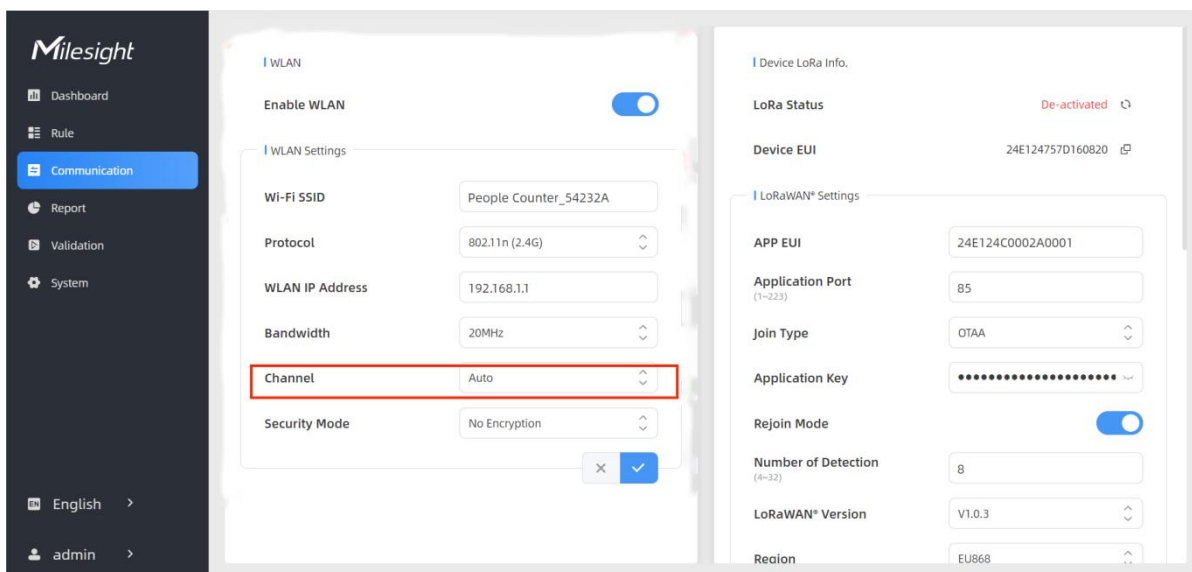 Milesight
Dashboard
Rule
Communication
Report
Validation
System
EN English >
admin >
WLAN
Enable WLAN
WLAN Settings
Wi-Fi SSID People Counter_54232A
Protocol 802.11n (2.4G)
WLAN IP Address 192.168.1.1
Bandwidth 20MHz
Channel Auto
Security Mode No Encryption
Device LoRa Info.
LoRa Status De-activated
Device EUI 24E124757D160820
LoRaWAN® Settings
APP EUI 24E124C0002A0001
Application Port 85
(1~223)
Join Type OTAA
Application Key
Rejoin Mode
Number of Detection 8
(4~32)
LoRaWAN® Version V1.0.3
Region EU868